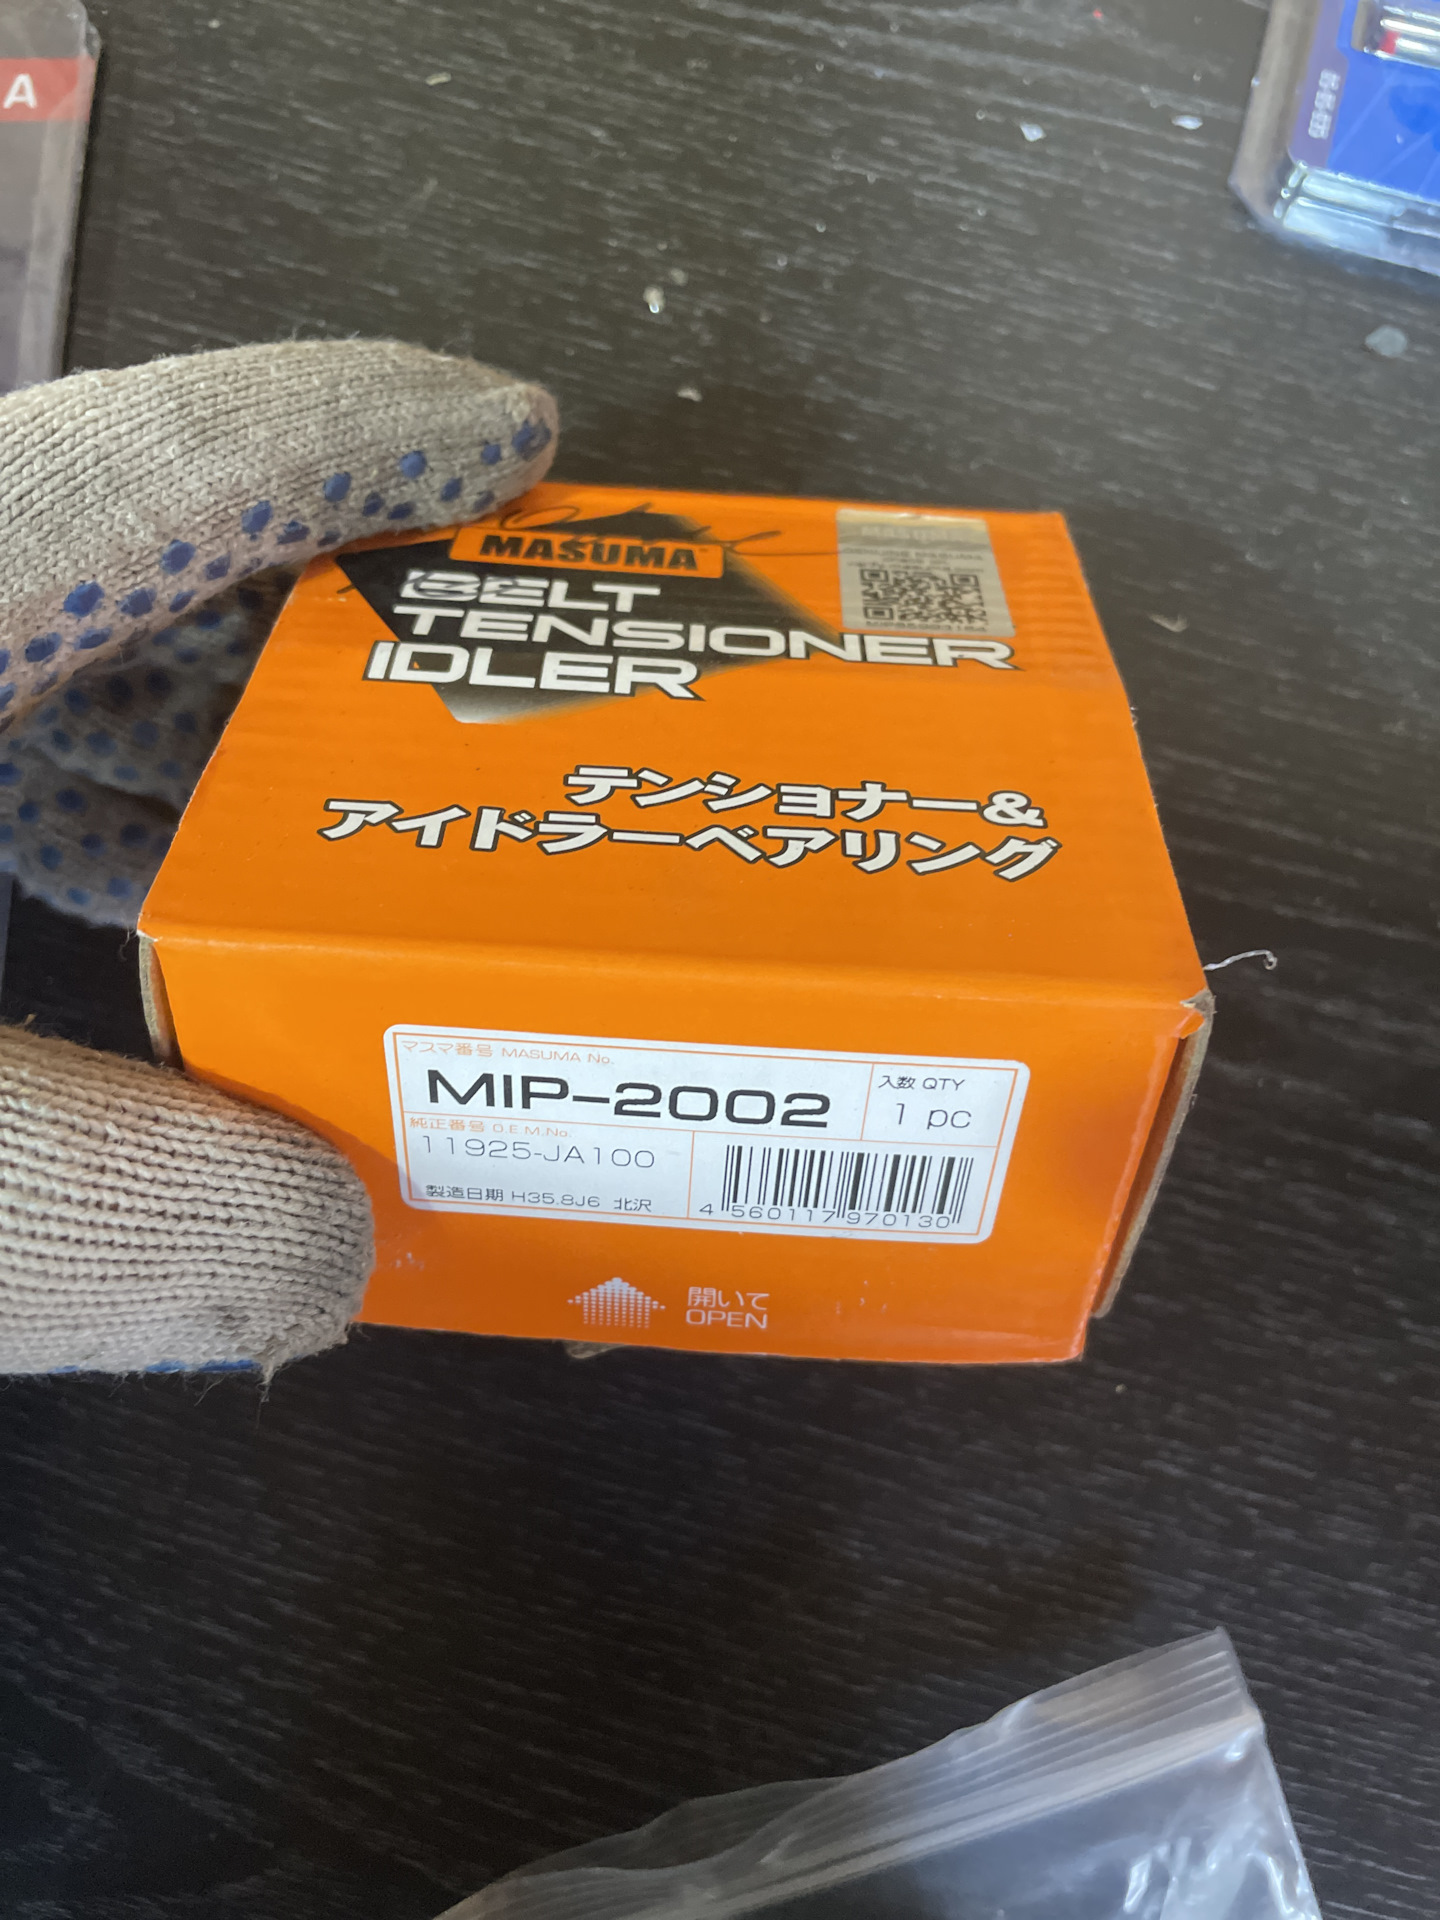 A
MASUMA
BELT
TENSIONER
IDLER
テンショナー&
アイドラーベアリング
マスマ番号 MASUMA No.
MIP-2002
入数 QTY
1 pc
純正番号 O.E.M.No.
11925-JA100
製造日期 H35.8J6 北沢
4 560117 970130
開いて
OPEN